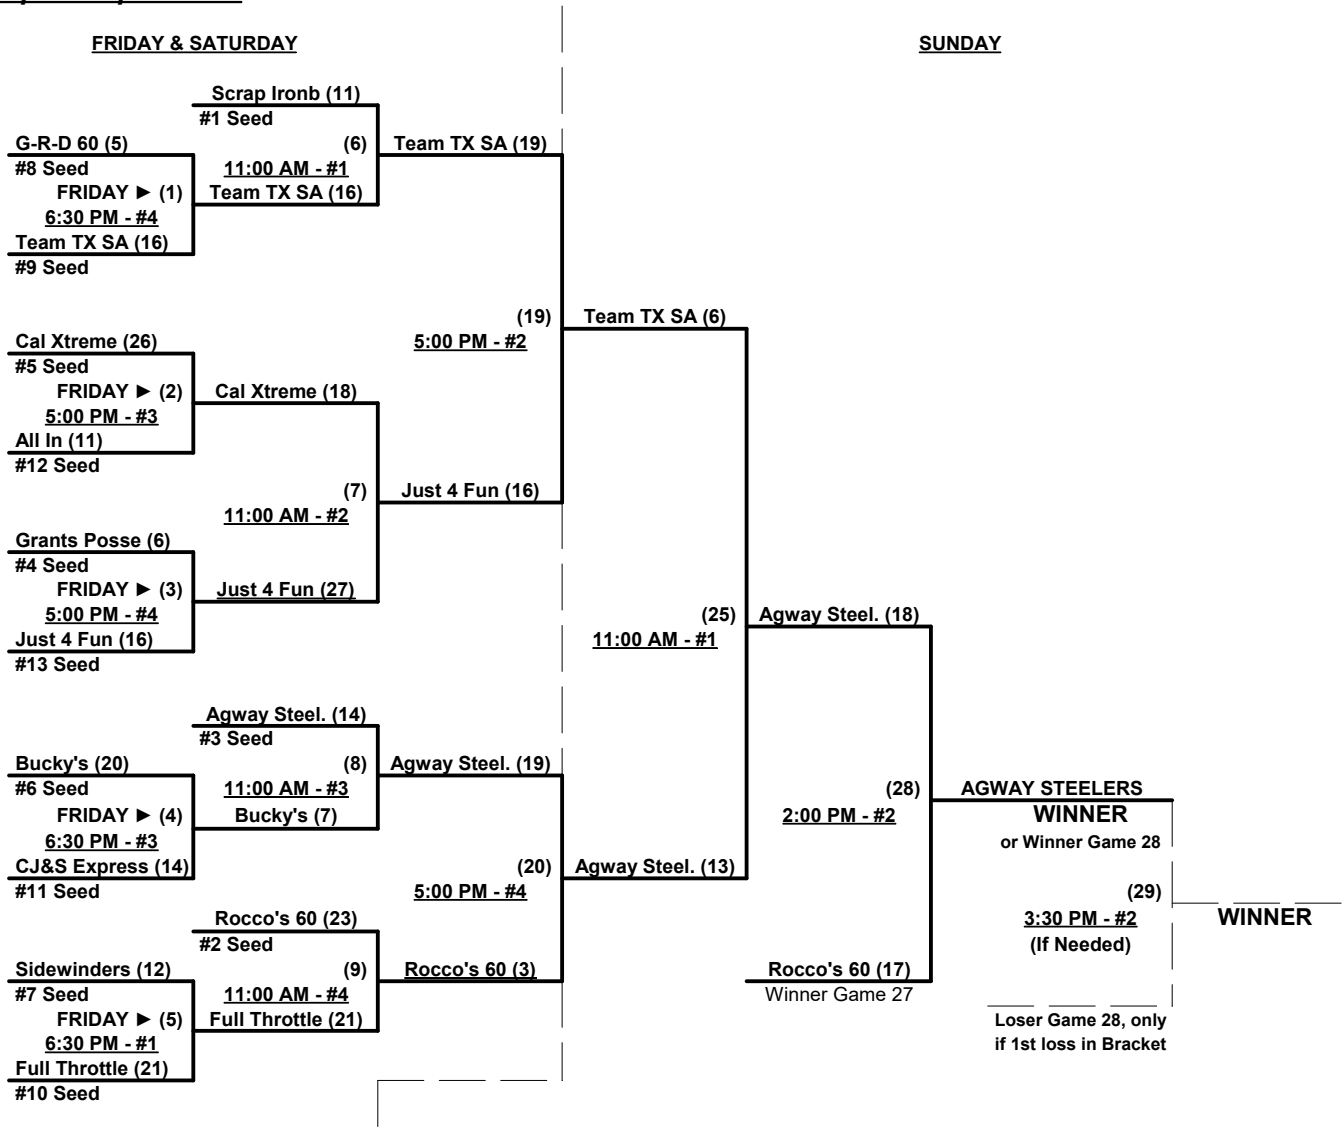 FRIDAY & SATURDAY
SUNDAY
Scrap Ironb (11)
#1 Seed
G-R-D 60 (5)
(6)
Team TX SA (19)
#8 Seed
11:00 AM - #1
FRIDAY ► (1)
Team TX SA (16)
6:30 PM - #4
Team TX SA (16)
#9 Seed
(19)
Team TX SA (6)
Cal Xtreme (26)
5:00 PM - #2
#5 Seed
FRIDAY ► (2)
Cal Xtreme (18)
5:00 PM - #3
All In (11)
#12 Seed
(7)
Just 4 Fun (16)
11:00 AM - #2
Grants Posse (6)
#4 Seed
FRIDAY ► (3)
Just 4 Fun (27)
5:00 PM - #4
(25)
Agway Steel. (18)
Just 4 Fun (16)
11:00 AM - #1
#13 Seed
Agway Steel. (14)
#3 Seed
Bucky's (20)
(8)
Agway Steel. (19)
#6 Seed
11:00 AM - #3
(28)
AGWAY STEELERS
FRIDAY ► (4)
Bucky's (7)
2:00 PM - #2
WINNER
6:30 PM - #3
or Winner Game 28
CJ&S Express (14)
(20)
Agway Steel. (13)
#11 Seed
5:00 PM - #4
(29)
Rocco's 60 (23)
3:30 PM - #2
WINNER
#2 Seed
(If Needed)
Sidewinders (12)
(9)
Rocco's 60 (3)
Rocco's 60 (17)
#7 Seed
11:00 AM - #4
Winner Game 27
FRIDAY ► (5)
Full Throttle (21)
Loser Game 28, only
6:30 PM - #1
if 1st loss in Bracket
Full Throttle (21)
#10 Seed